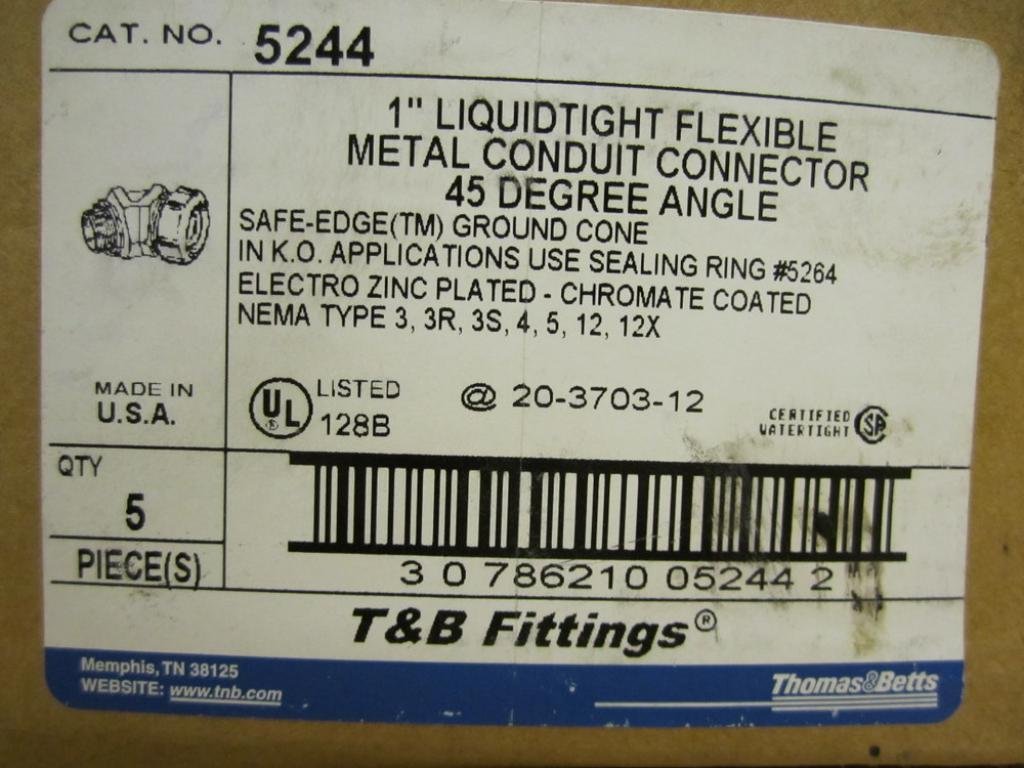 CAT. NO. 5244
1" LIQUIDTIGHT FLEXIBLE
METAL CONDUIT CONNECTOR
45 DEGREE ANGLE
SAFE-EDGE(TM) GROUND CONE
IN K.O. APPLICATIONS USE SEALING RING #5264
ELECTRO ZINC PLATED - CHROMATE COATED
NEMA TYPE 3, 3R, 3S, 4, 5, 12, 12X
MADE IN
U.S.A.
UL® LISTED
128B
@ 20-3703-12
CERTIFIED
WATERTIGHT
SP
QTY
5
PIECE(S)
3 0 786210 05244 2
T&B Fittings®
Memphis, TN 38125
WEBSITE: www.tnb.com
Thomas&Betts